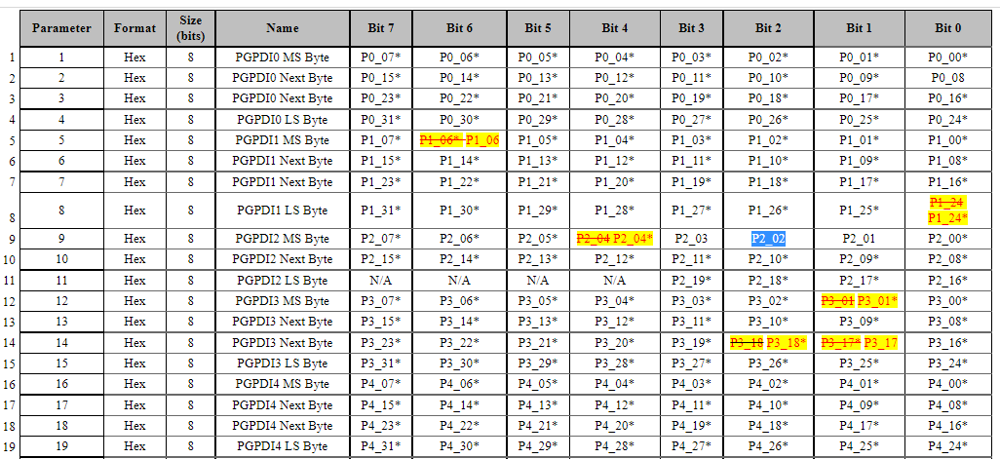 Parameter Format Size (bits) Name Bit 7 Bit 6 Bit 5 Bit 4 Bit 3 Bit 2 Bit 1 Bit 0
1 1 Hex 8 PGPDI0 MS Byte P0_07* P0_06* P0_05* P0_04* P0_03* P0_02* P0_01* P0_00*
2 2 Hex 8 PGPDI0 Next Byte P0_15* P0_14* P0_13* P0_12* P0_11* P0_10* P0_09* P0_08
3 3 Hex 8 PGPDI0 Next Byte P0_23* P0_22* P0_21* P0_20* P0_19* P0_18* P0_17* P0_16*
4 4 Hex 8 PGPDI0 LS Byte P0_31* P0_30* P0_29* P0_28* P0_27* P0_26* P0_25* P0_24*
5 5 Hex 8 PGPDI1 MS Byte P1_07* P1_06* P1_06 P1_05* P1_04* P1_03* P1_02* P1_01* P1_00*
6 6 Hex 8 PGPDI1 Next Byte P1_15* P1_14* P1_13* P1_12* P1_11* P1_10* P1_09* P1_08*
7 7 Hex 8 PGPDI1 Next Byte P1_23* P1_22* P1_21* P1_20* P1_19* P1_18* P1_17* P1_16*
8 8 Hex 8 PGPDI1 LS Byte P1_31* P1_30* P1_29* P1_28* P1_27* P1_26* P1_25* P1_24 P1_24*
9 9 Hex 8 PGPDI2 MS Byte P2_07* P2_06* P2_05* P2_04 P2_04* P2_03 P2_02 P2_01 P2_00*
10 10 Hex 8 PGPDI2 Next Byte P2_15* P2_14* P2_13* P2_12* P2_11* P2_10* P2_09* P2_08*
11 11 Hex 8 PGPDI2 LS Byte N/A N/A N/A N/A P2_19* P2_18* P2_17* P2_16*
12 12 Hex 8 PGPDI3 MS Byte P3_07* P3_06* P3_05* P3_04* P3_03* P3_02* P3_01 P3_01* P3_00*
13 13 Hex 8 PGPDI3 Next Byte P3_15* P3_14* P3_13* P3_12* P3_11* P3_10* P3_09* P3_08*
14 14 Hex 8 PGPDI3 Next Byte P3_23* P3_22* P3_21* P3_20* P3_19* P3_18 P3_18* P3_17* P3_17 P3_16*
15 15 Hex 8 PGPDI3 LS Byte P3_31* P3_30* P3_29* P3_28* P3_27* P3_26* P3_25* P3_24*
16 16 Hex 8 PGPDI4 MS Byte P4_07* P4_06* P4_05* P4_04* P4_03* P4_02* P4_01* P4_00*
17 17 Hex 8 PGPDI4 Next Byte P4_15* P4_14* P4_13* P4_12* P4_11* P4_10* P4_09* P4_08*
18 18 Hex 8 PGPDI4 Next Byte P4_23* P4_22* P4_21* P4_20* P4_19* P4_18* P4_17* P4_16*
19 19 Hex 8 PGPDI4 LS Byte P4_31* P4_30* P4_29* P4_28* P4_27* P4_26* P4_25* P4_24*